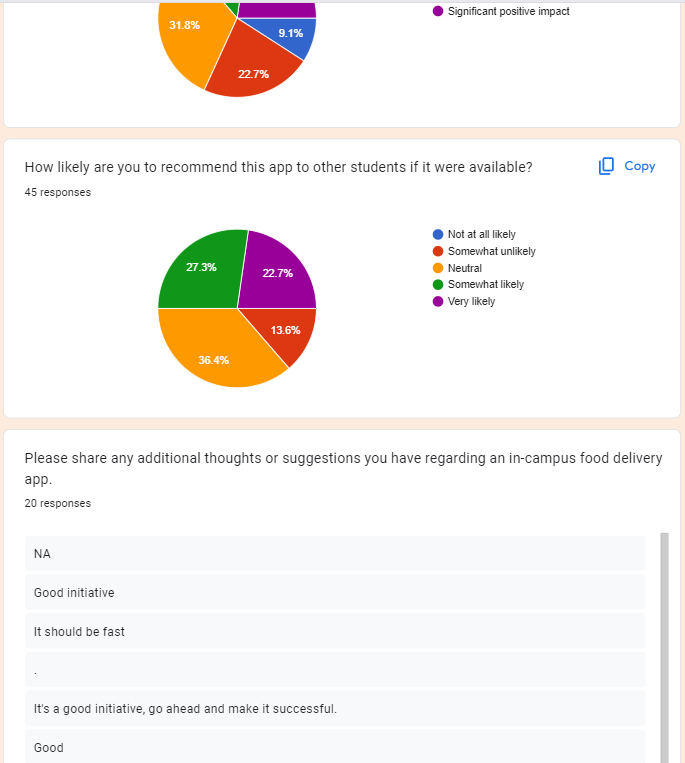 Significant positive impact
31.8%
9.1%
22.7%
How likely are you to recommend this app to other students if it were available?
Copy
45 responses
27.3%
22.7%
13.6%
36.4%
Not at all likely
Somewhat unlikely
Neutral
Somewhat likely
Very likely
Please share any additional thoughts or suggestions you have regarding an in-campus food delivery
app.
20 responses
NA
Good initiative
It should be fast
.
It's a good initiative, go ahead and make it successful.
Good